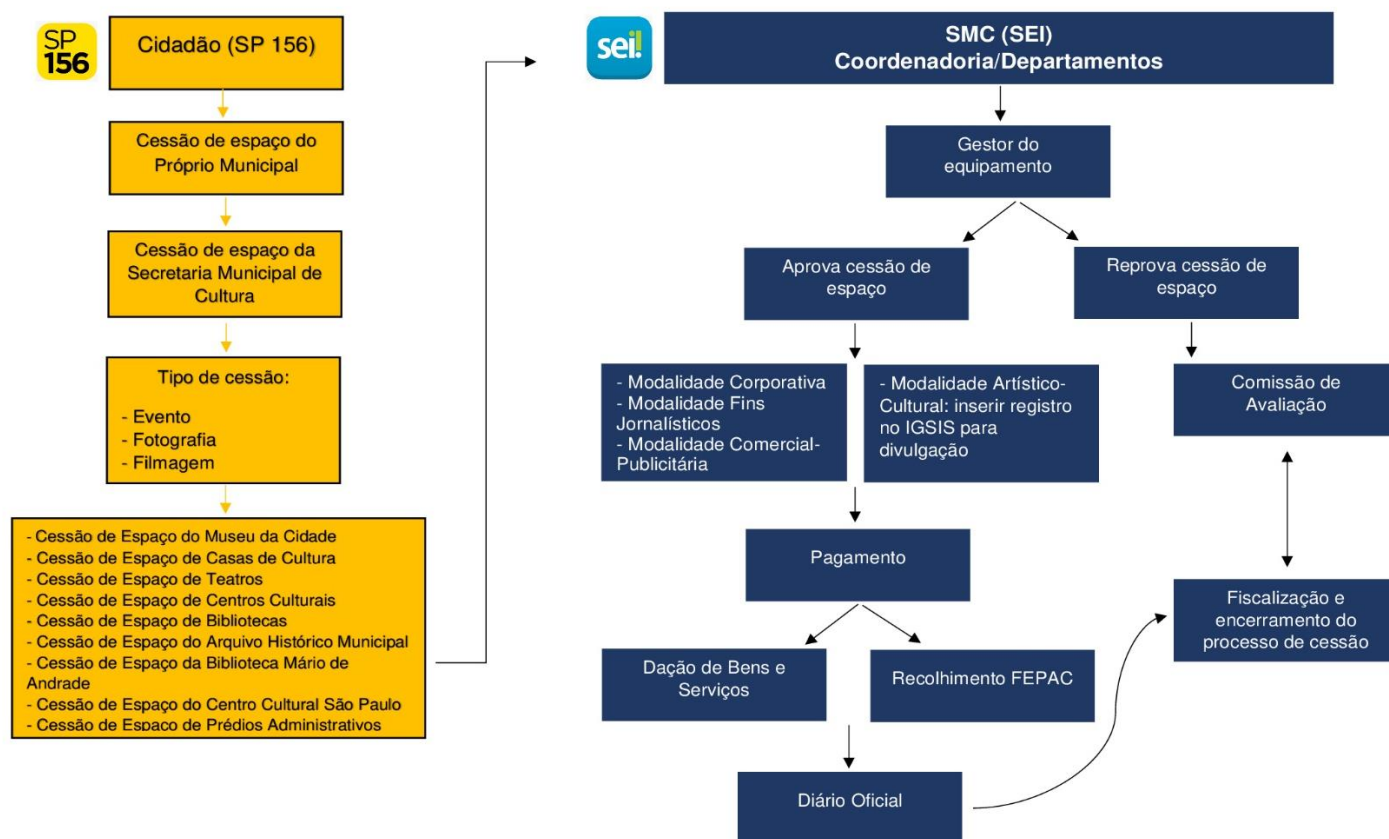 SP
156
Cidadão (SP 156)
Cessão de espaço do
Próprio Municipal
Cessão de espaço da
Secretaria Municipal de
Cultura
Tipo de cessão:
- Evento
- Fotografia
- Filmagem
- Cessão de Espaço do Museu da Cidade
- Cessão de Espaço de Casas de Cultura
- Cessão de Espaço de Teatros
- Cessão de Espaço de Centros Culturais
- Cessão de Espaço de Bibliotecas
- Cessão de Espaço do Arquivo Histórico Municipal
- Cessão de Espaço da Biblioteca Mário de
Andrade
- Cessão de Espaço do Centro Cultural São Paulo
- Cessão de Espaço de Prédios Administrativos
sei!
SMC (SEI)
Coordenadoria/Departamentos
Gestor do
equipamento
Aprova cessão de
espaço
Reprova cessão de
espaço
- Modalidade Corporativa
- Modalidade Fins
Jornalísticos
- Modalidade Comercial-
Publicitária
- Modalidade Artístico-
Cultural: inserir registro
no IGSIS para
divulgação
Comissão de
Avaliação
Pagamento
Dação de Bens e
Serviços
Recolhimento FEPAC
Fiscalização e
encerramento do
processo de cessão
Diário Oficial